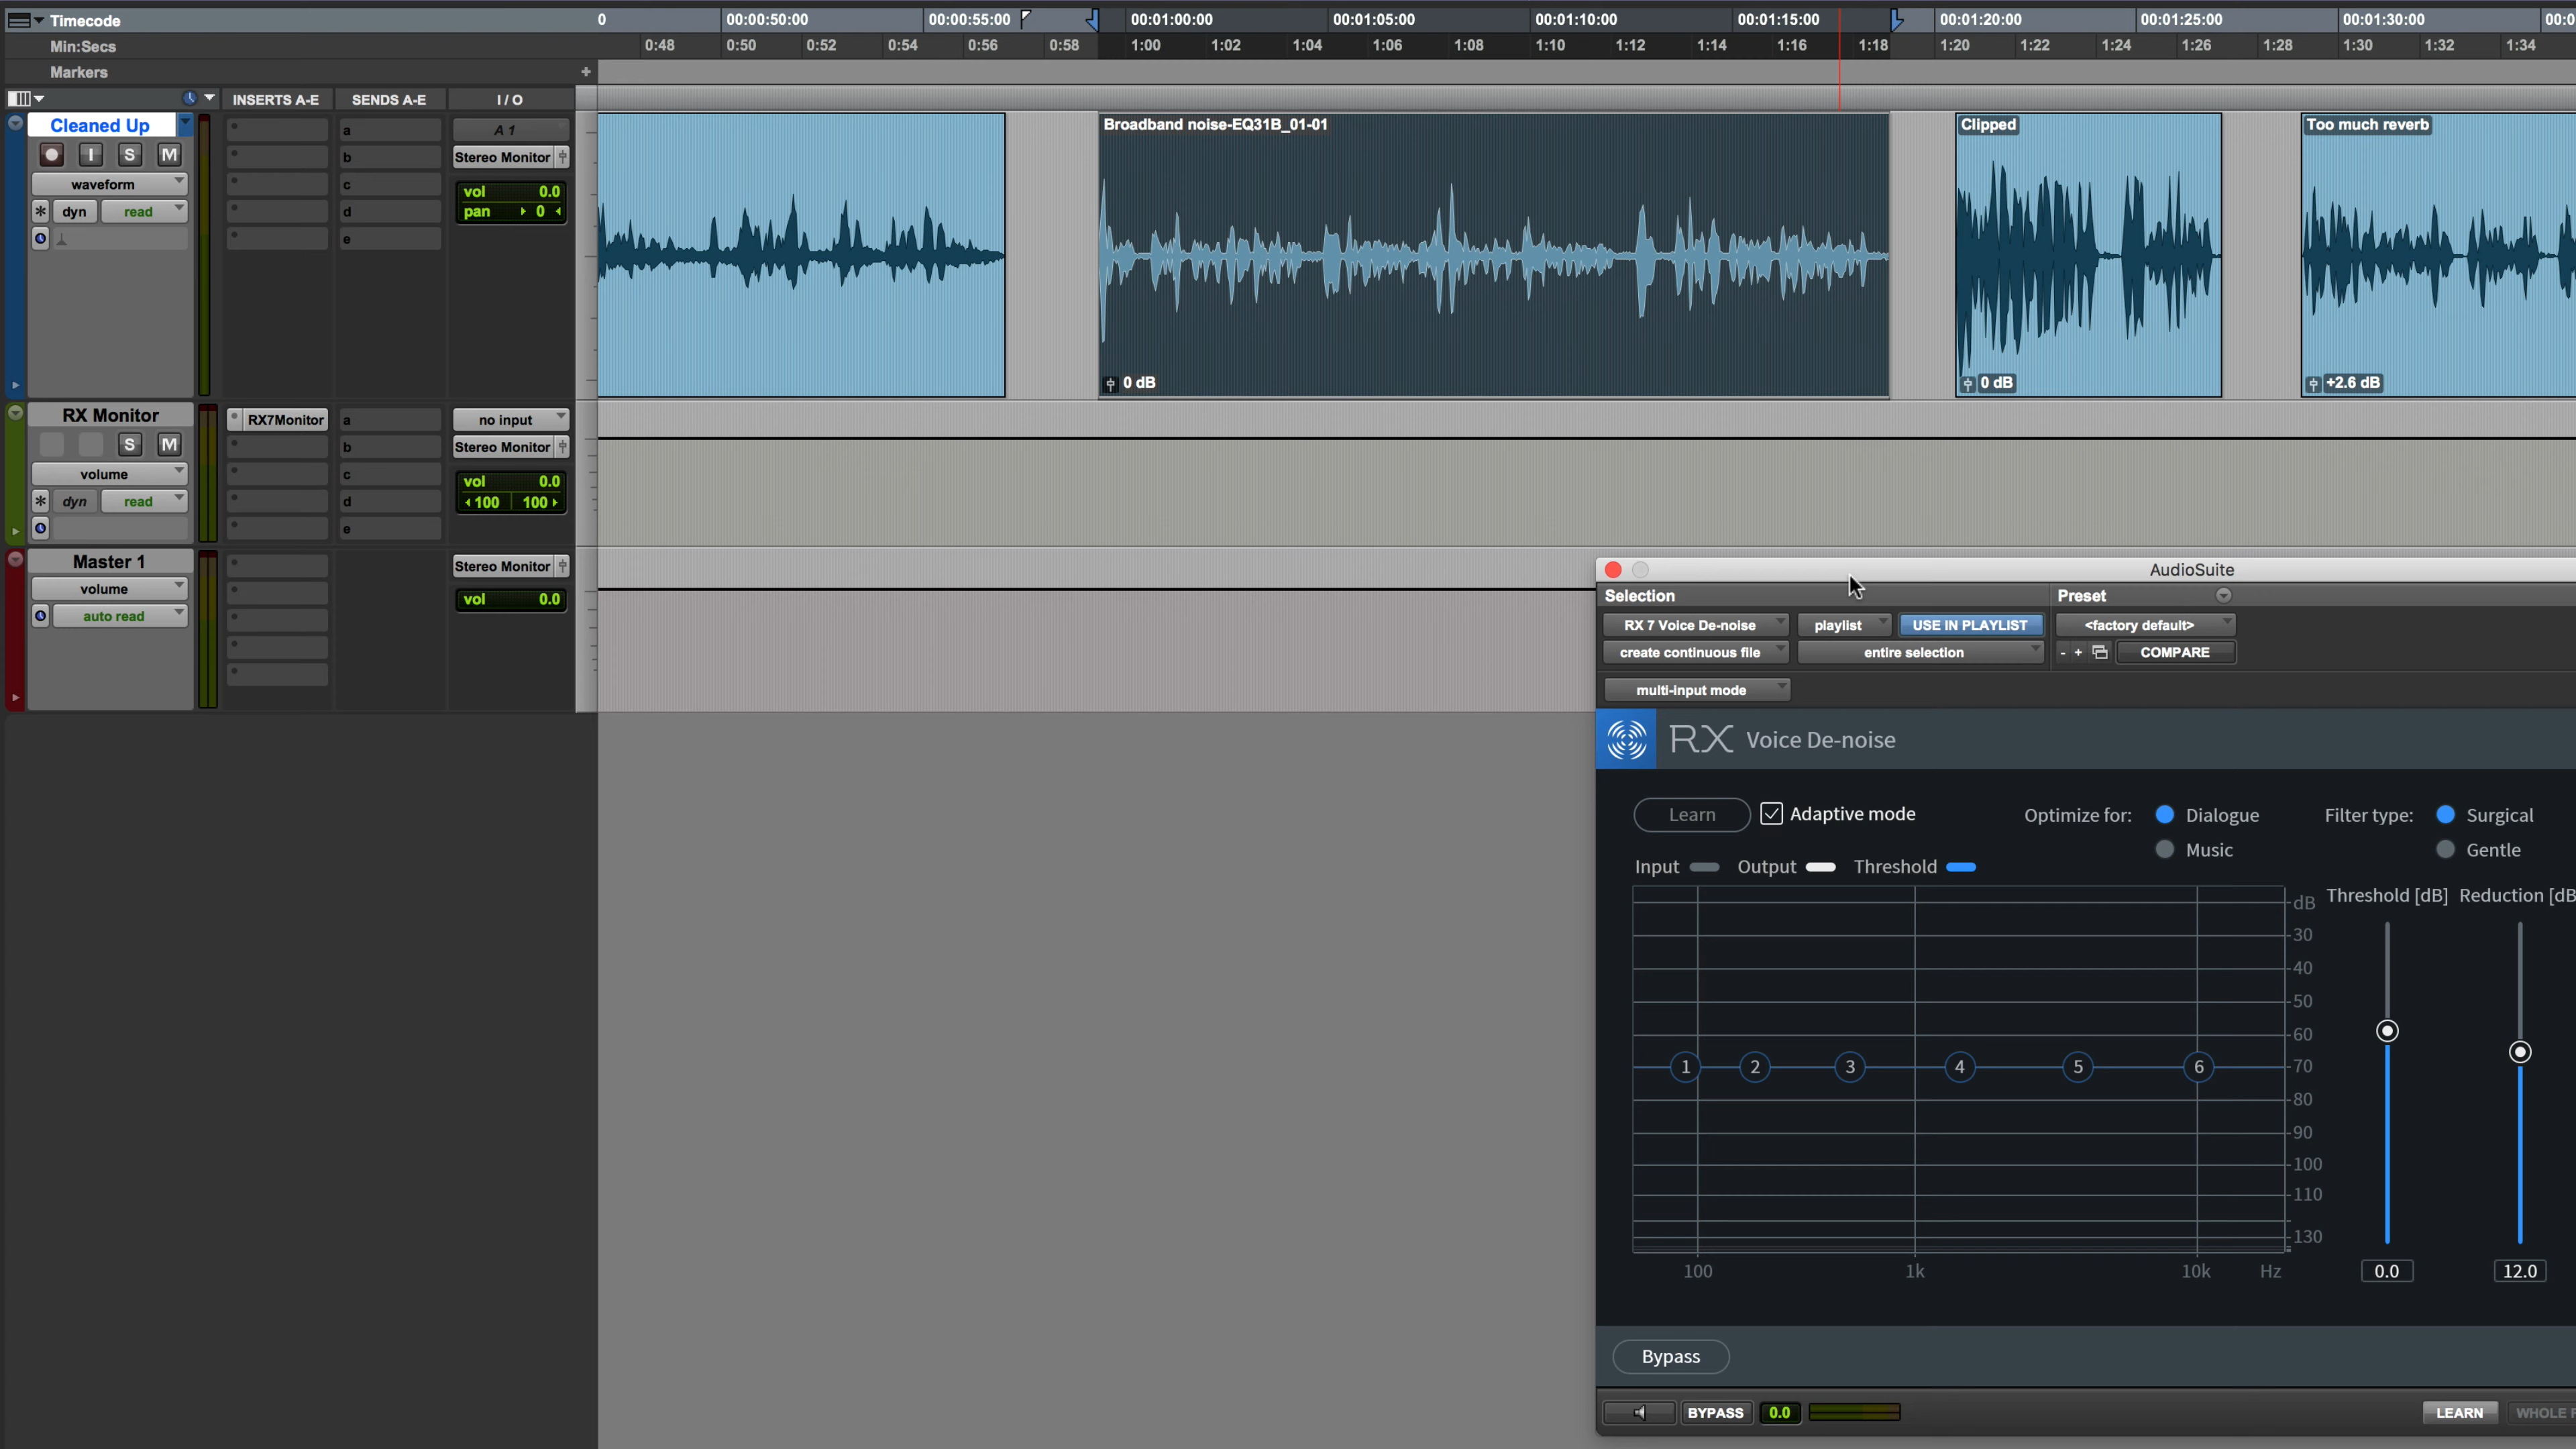 Timecode
0 00:00:50:00 00:00:55:00 00:01:00:00 00:01:05:00 00:01:10:00 00:01:15:00 00:01:20:00 00:01:25:00 00:01:30:00 00:0
Min:Secs
0:48 0:50 0:52 0:54 0:56 0:58 1:00 1:02 1:04 1:06 1:08 1:10 1:12 1:14 1:16 1:18 1:20 1:22 1:24 1:26 1:28 1:30 1:32 1:34
Markers +
INSERTS A-E SENDS A-E I / O
Cleaned Up
I S M
waveform
* dyn read
a
b
c
d
e
A 1
Stereo Monitor
vol 0.0
pan 0
Broadband noise-EQ31B_01-01
0 dB
Clipped
0 dB
Too much reverb
+2.6 dB
RX Monitor
S M
volume
* dyn read
RX7Monitor
a
b
c
d
e
no input
Stereo Monitor
vol 0.0
100 100
Master 1
volume
auto read
Stereo Monitor
vol 0.0
AudioSuite
Selection Preset
RX 7 Voice De-noise playlist USE IN PLAYLIST <factory default>
create continuous file entire selection - + COMPARE
multi-input mode
RX Voice De-noise
Learn Adaptive mode Optimize for: Dialogue Filter type: Surgical
Music Gentle
Input Output Threshold
Threshold [dB] Reduction [dB
dB
-30
-40
-50
-60
-70
-80
-90
-100
-110
-130
1 2 3 4 5 6
100 1k 10k Hz
0.0 12.0
Bypass
BYPASS 0.0 LEARN WHOLE F